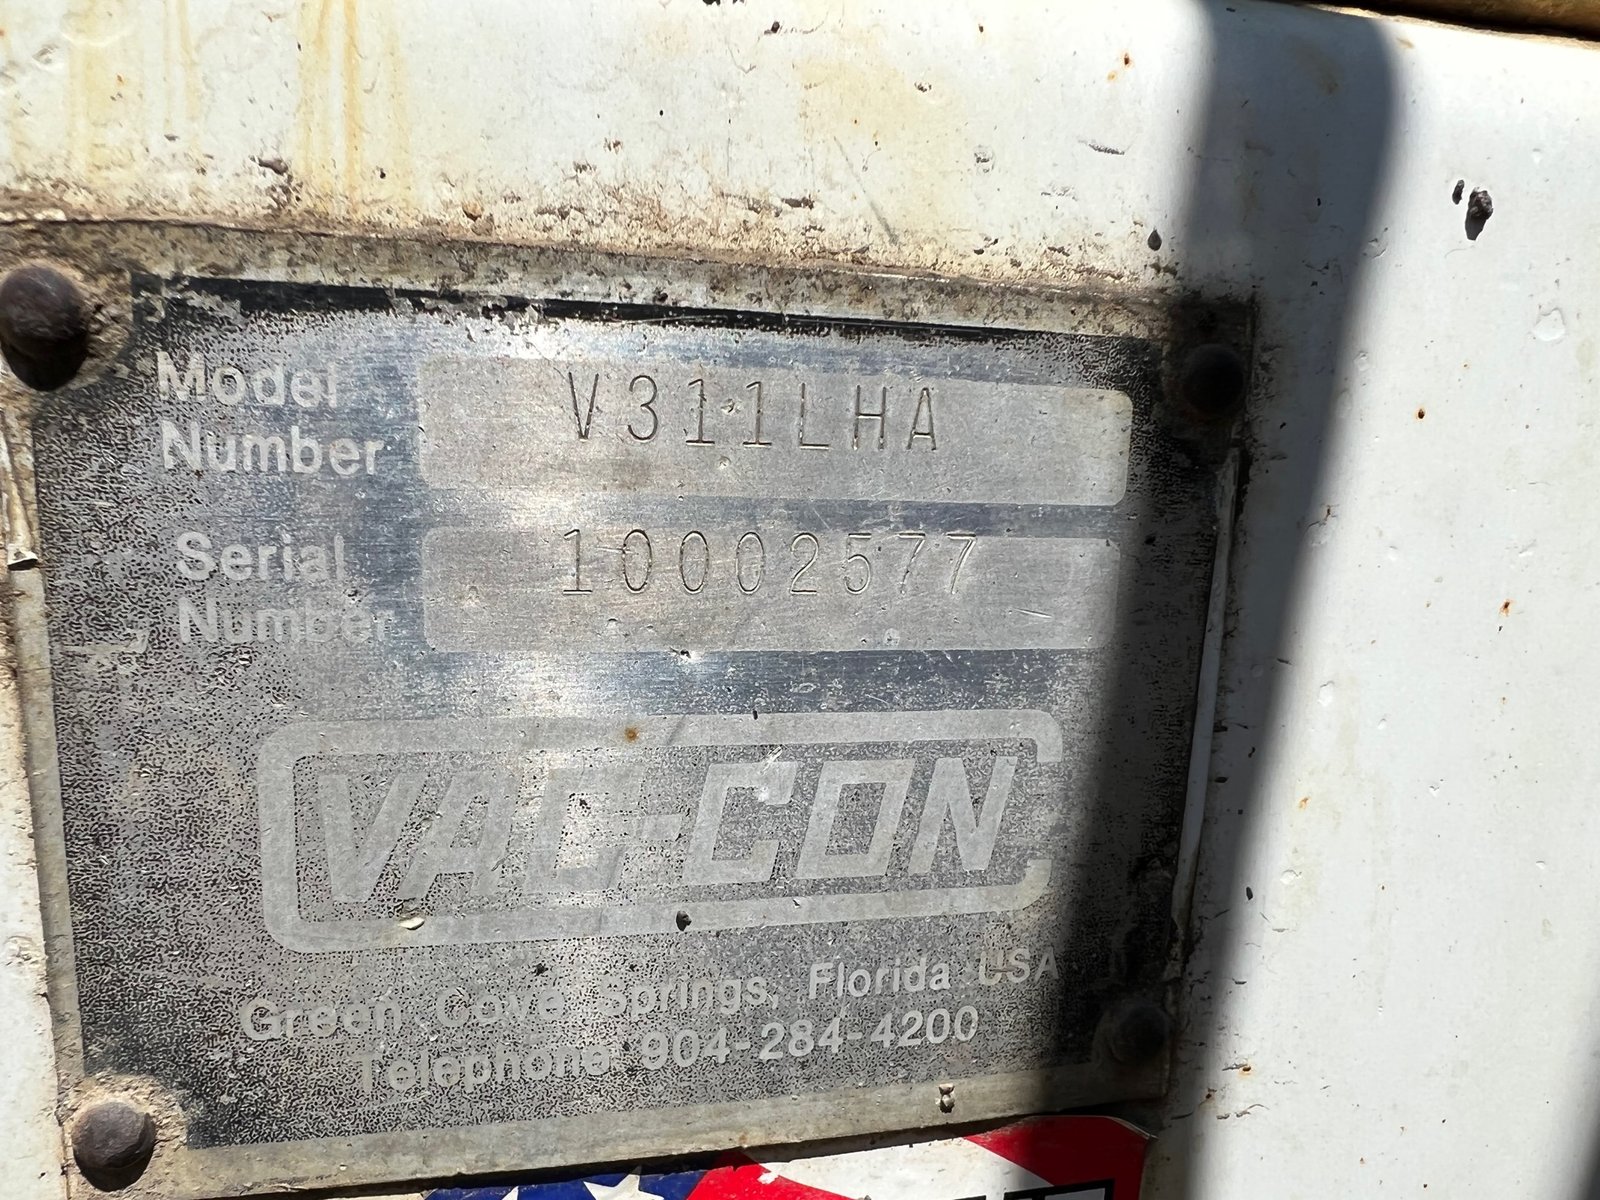 Model
Number
V311LHA
Serial
Number
10002577
VAC-CON
Green Cove Springs, Florida USA
Telephone 904-284-4200